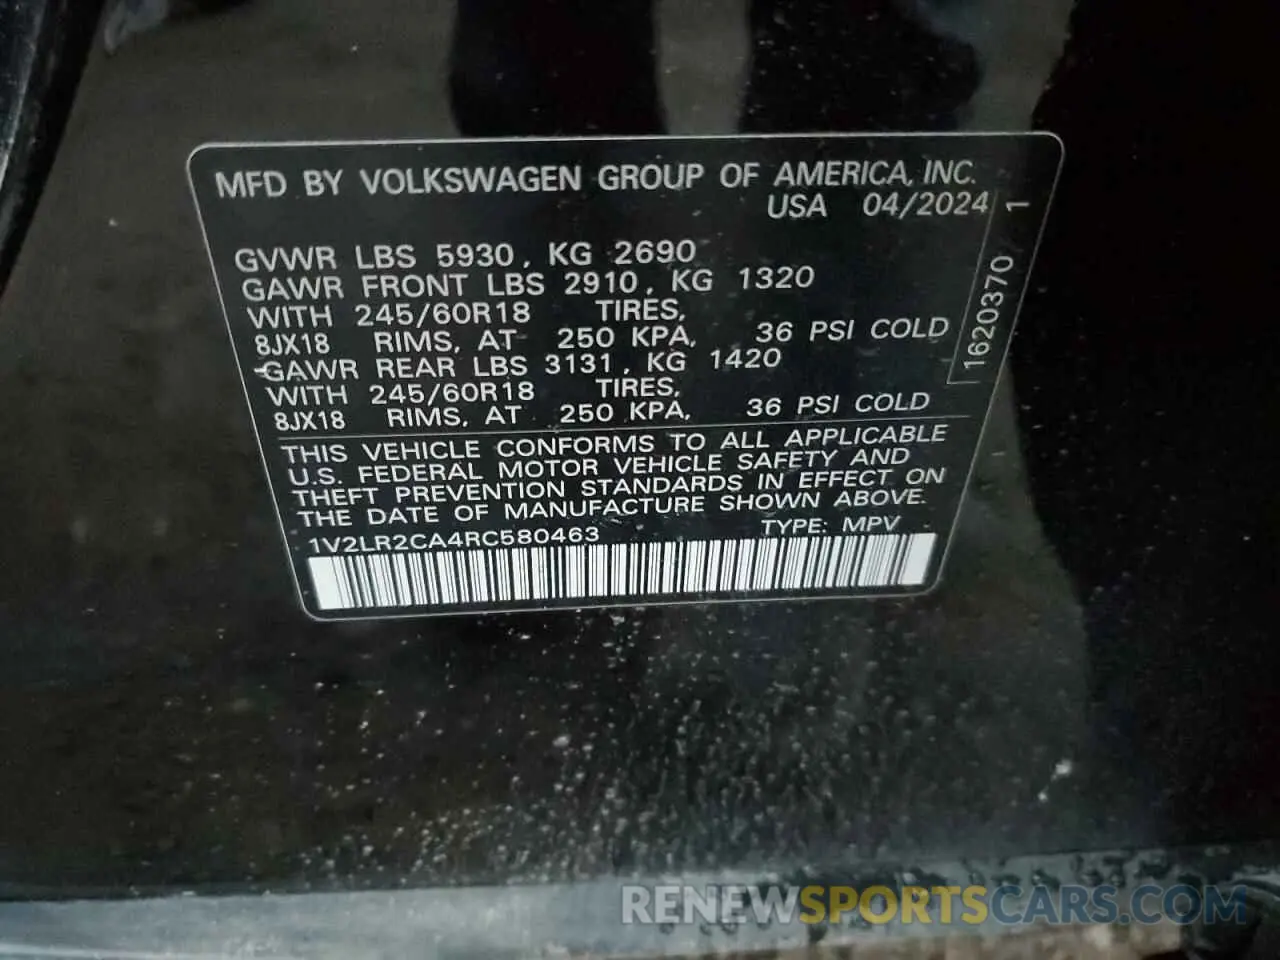 MFD BY VOLKSWAGEN GROUP OF AMERICA, INC.
USA 04/2024
GVWR LBS 5930, KG 2690
GAWR FRONT LBS 2910, KG 1320
WITH 245/60R18 TIRES,
8JX18 RIMS, AT 250 KPA, 36 PSI COLD
GAWR REAR LBS 3131, KG 1420
WITH 245/60R18 TIRES,
8JX18 RIMS, AT 250 KPA, 36 PSI COLD
1620370 1
THIS VEHICLE CONFORMS TO ALL APPLICABLE
U.S. FEDERAL MOTOR VEHICLE SAFETY AND
THEFT PREVENTION STANDARDS IN EFFECT ON
THE DATE OF MANUFACTURE SHOWN ABOVE.
1V2LR2CA4RC580463 TYPE: MPV
RENEWSPORTSCARS.COM